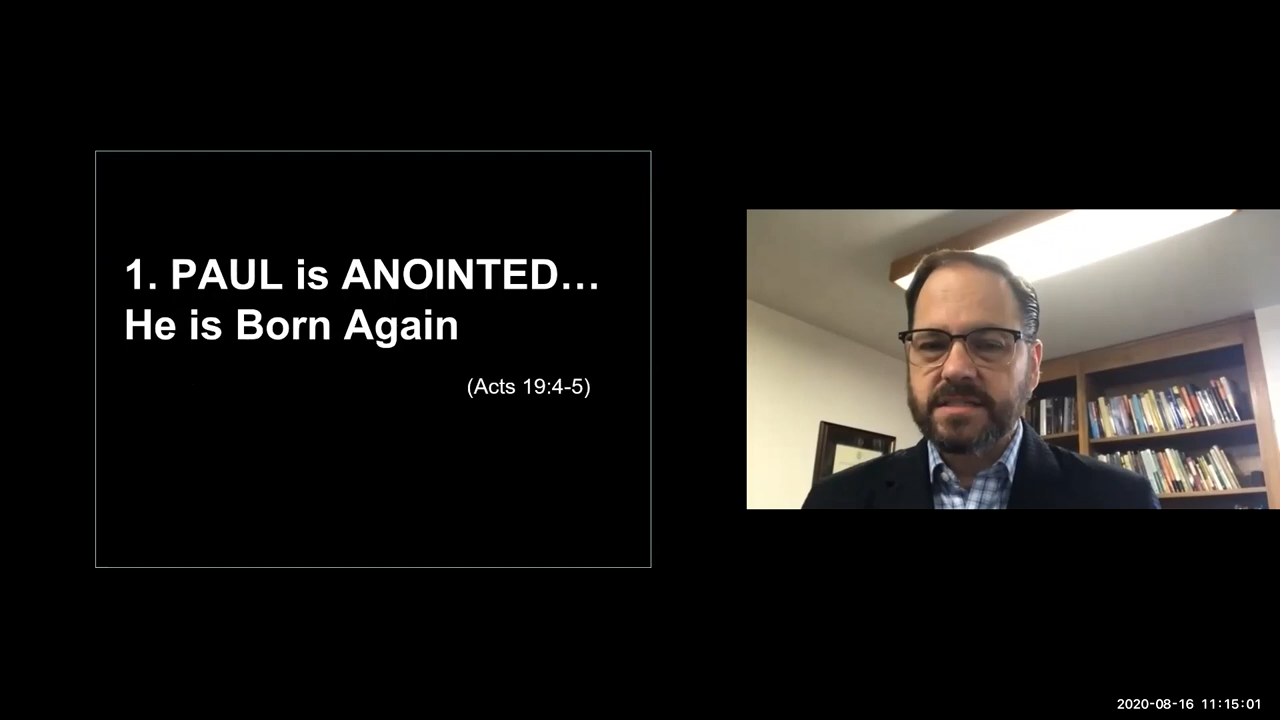 1. PAUL is ANOINTED…
He is Born Again
(Acts 19:4-5)
2020-08-16 11:15:01